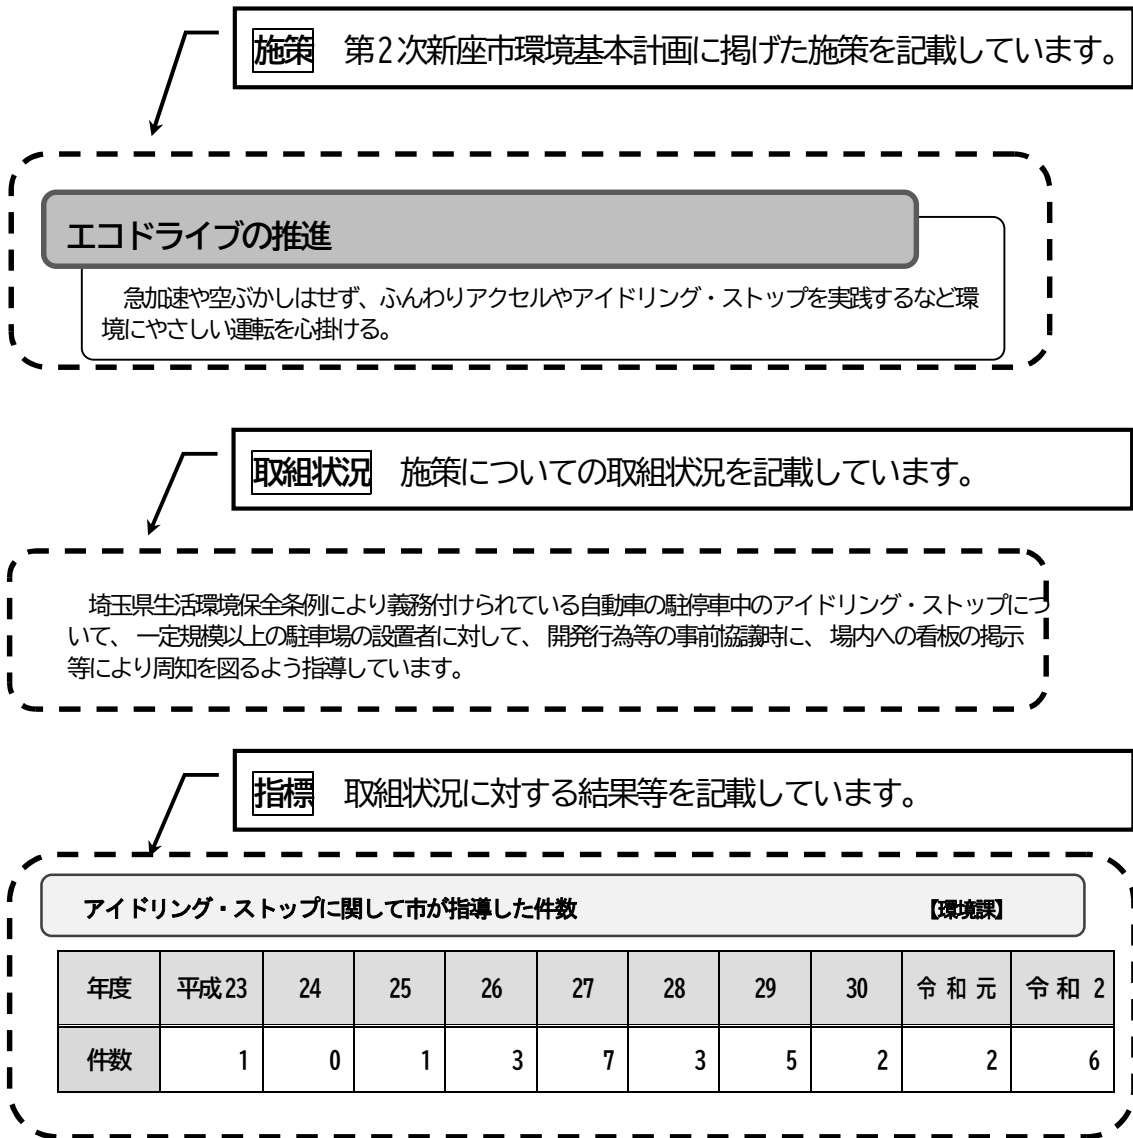 施策　第2次新座市環境基本計画に掲げた施策を記載しています。
エコドライブの推進
急加速や空ぶかしはせず、ふんわりアクセルやアイドリング・ストップを実践するなど環
境にやさしい運転を心掛ける。
取組状況　施策についての取組状況を記載しています。
埼玉県生活環境保全条例により義務付けられている自動車の駐停車中のアイドリング・ストップにつ
いて、一定規模以上の駐車場の設置者に対して、開発行為等の事前協議時に、場内への看板の掲示
等により周知を図るよう指導しています。
指標　取組状況に対する結果等を記載しています。
アイドリング・ストップに関して市が指導した件数　【環境課】
年度 平成23 24 25 26 27 28 29 30 令和元 令和2
件数 1 0 1 3 7 3 5 2 2 6